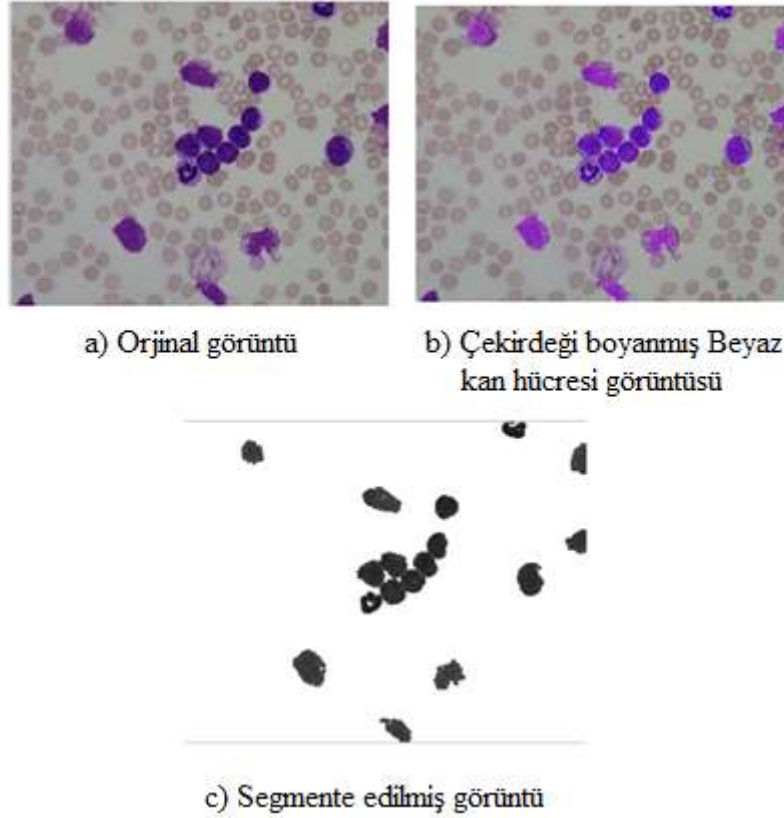 a) Orjinal görüntü
b) Çekirdeği boyanmış Beyaz
kan hücresi görüntüsü
c) Segmente edilmiş görüntü